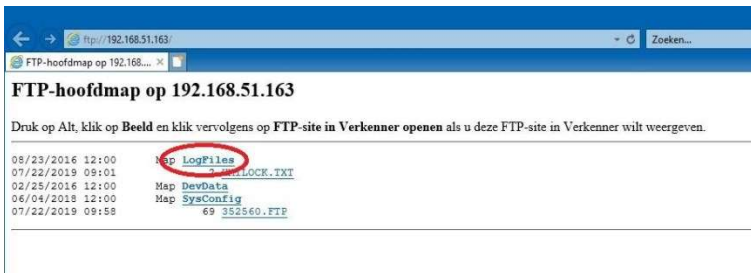 ftp://192.168.51.163/
Zoeken...
FTP-hoofdmap op 192.168....
FTP-hoofdmap op 192.168.51.163
Druk op Alt, klik op Beeld en klik vervolgens op FTP-site in Verkenner openen als u deze FTP-site in Verkenner wilt weergeven.
08/23/2016 12:00 Map LogFiles
07/22/2019 09:01 2
02/25/2016 12:00 Map DevData
06/04/2018 12:00 Map SysConfig
07/22/2019 09:58 69 352560.FTP